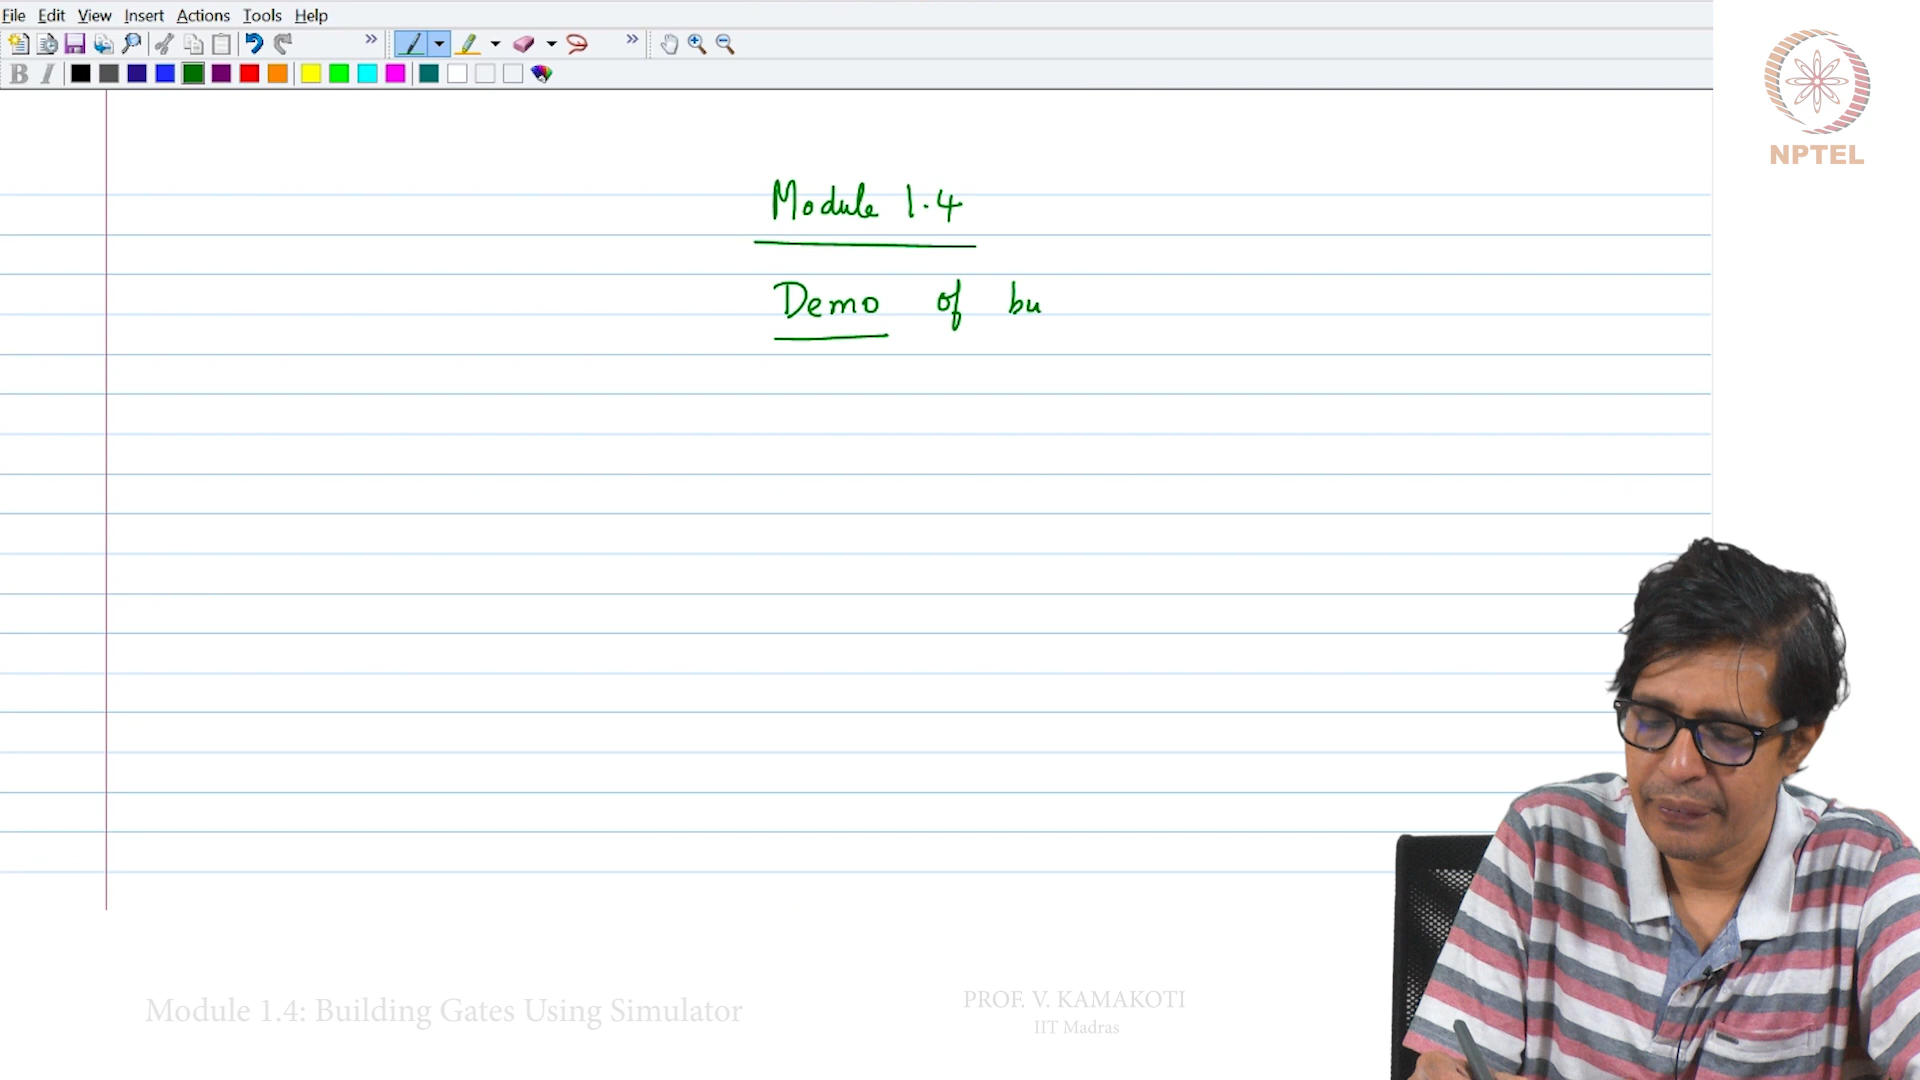 File Edit View Insert Actions Tools Help
B I
NPTEL
Module 1.4
Demo of bu
Module 1.4: Building Gates Using Simulator
PROF. V. KAMAKOTI
IIT Madras